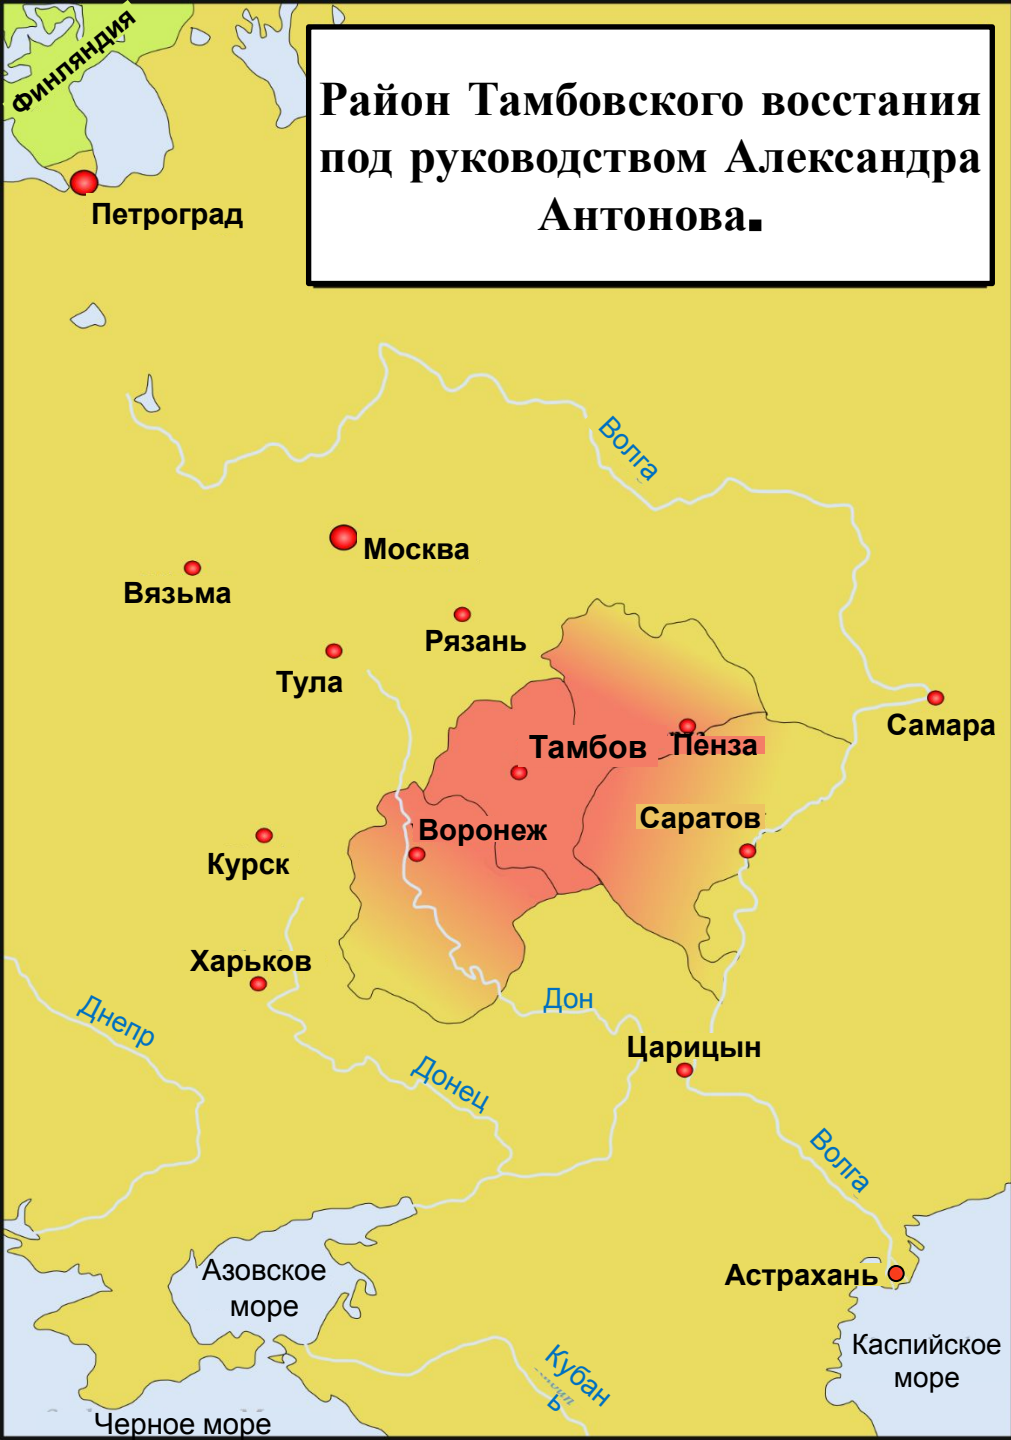 Финляндия
Район Тамбовского восстания
под руководством Александра
Антонова.
Петроград
Волга
Москва
Вязьма
Рязань
Тула
Самара
Тамбов
Пенза
Саратов
Воронеж
Курск
Харьков
Дон
Днепр
Царицын
Донец
Волга
Азовское
море
Астрахань
Каспийское
море
Кубан
ь
Черное море